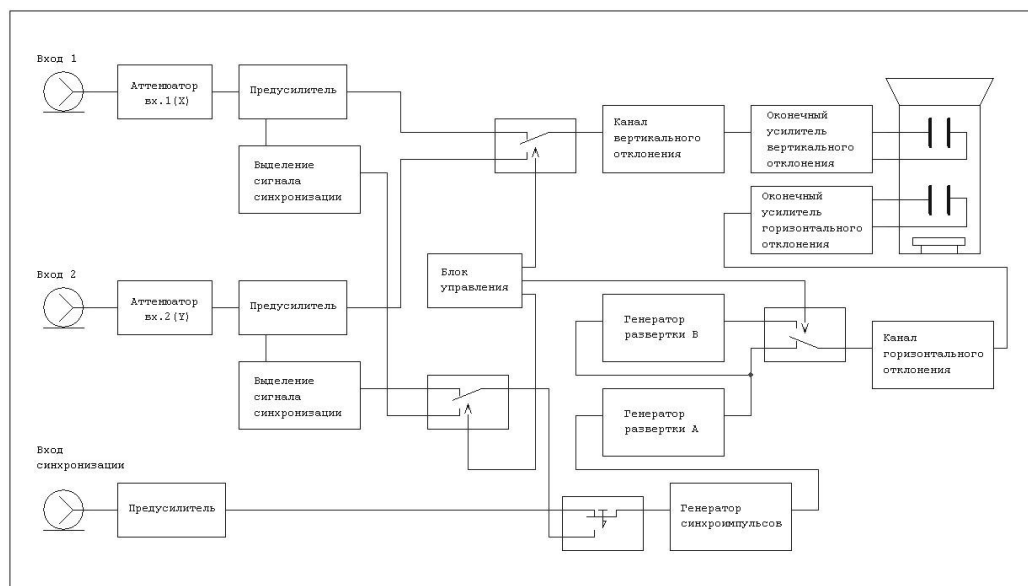 Вход 1
Аттенюатор
вх.1(X)
Предусилитель
Выделение
сигнала
синхронизации
Канал
вертикального
отклонения
Оконечный
усилитель
вертикального
отклонения
Оконечный
усилитель
горизонтального
отклонения
Вход 2
Аттенюатор
вх.2(Y)
Предусилитель
Блок
управления
Генератор
развертки В
Канал
горизонтального
отклонения
Выделение
сигнала
синхронизации
Генератор
развертки А
Вход
синхронизации
Предусилитель
Генератор
синхроимпульсов